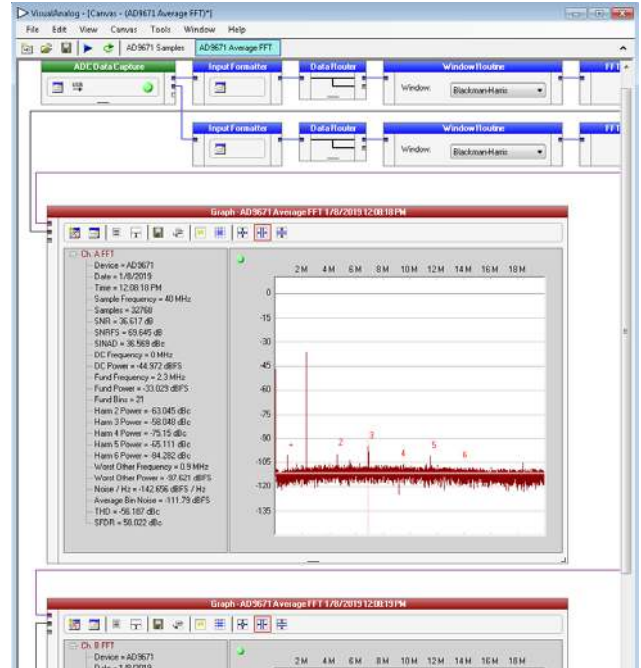 VisualAnalog - [Canvas - (AD9671 Average FFT)*]
File Edit View Canvas Tools Window Help
AD9671 Samples AD9671 Average FFT
ADC Data Capture Input Formatter Data Router Window Routine FFT
USB
Window: Blackman-Harris
Input Formatter Data Router Window Routine FFT
Window: Blackman-Harris
Graph - AD9671 Average FFT 1/8/2019 12:08:18 PM
Ch. A FFT
Device = AD9671
Date = 1/8/2019
Time = 12:08:18 PM
Sample Frequency = 40 MHz
Samples = 32768
SNR = 36.617 dB
SNRFS = 69.645 dB
SINAD = 36.569 dBc
DC Frequency = 0 MHz
DC Power = -44.972 dBFS
Fund Frequency = 2.3 MHz
Fund Power = -33.029 dBFS
Fund Bins = 21
Harm 2 Power = -63.045 dBc
Harm 3 Power = -58.048 dBc
Harm 4 Power = -75.15 dBc
Harm 5 Power = -65.111 dBc
Harm 6 Power = -84.282 dBc
Worst Other Frequency = 0.9 MHz
Worst Other Power = -97.621 dBFS
Noise / Hz = -142.656 dBFS / Hz
Average Bin Noise = -111.79 dBFS
THD = -56.187 dBc
SFDR = 58.022 dBc
2M 4M 6M 8M 10M 12M 14M 16M 18M
0
-15
-30
-45
-60
-75
-90
-105
-120
-135
+ 2 3 4 5 6
Graph - AD9671 Average FFT 1/8/2019 12:08:19 PM
Ch. B FFT
Device = AD9671
2M 4M 6M 8M 10M 12M 14M 16M 18M